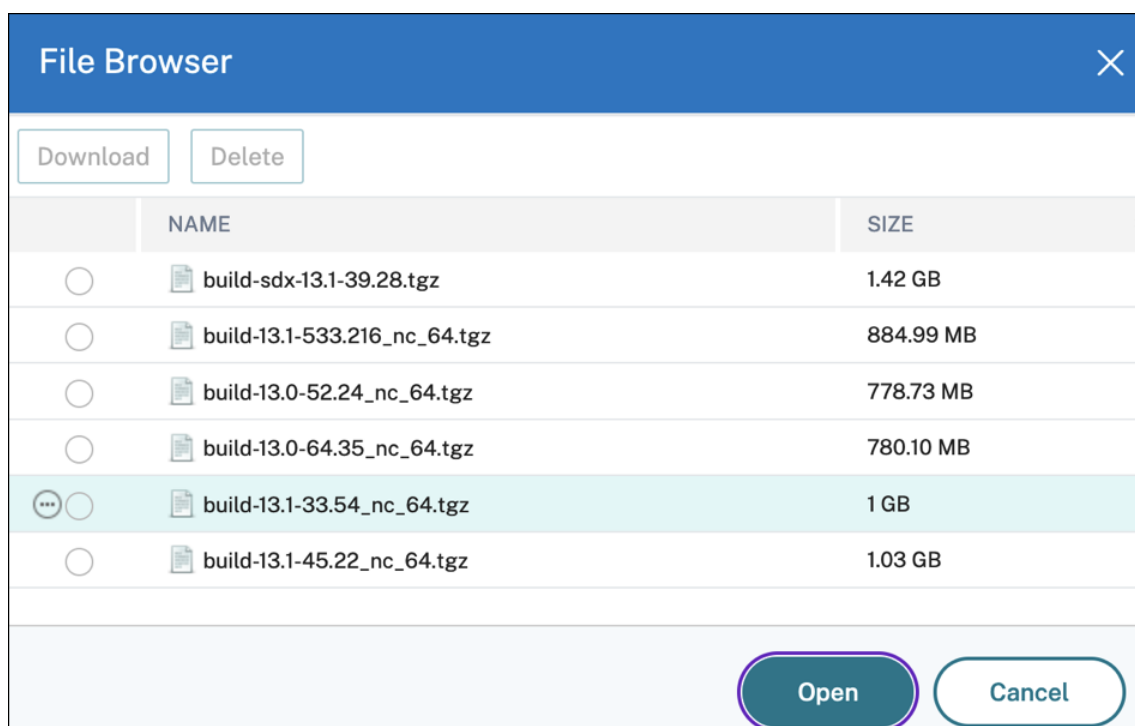 File Browser
Download Delete
NAME SIZE
build-sdx-13.1-39.28.tgz 1.42 GB
build-13.1-533.216_nc_64.tgz 884.99 MB
build-13.0-52.24_nc_64.tgz 778.73 MB
build-13.0-64.35_nc_64.tgz 780.10 MB
build-13.1-33.54_nc_64.tgz 1 GB
build-13.1-45.22_nc_64.tgz 1.03 GB
Open Cancel